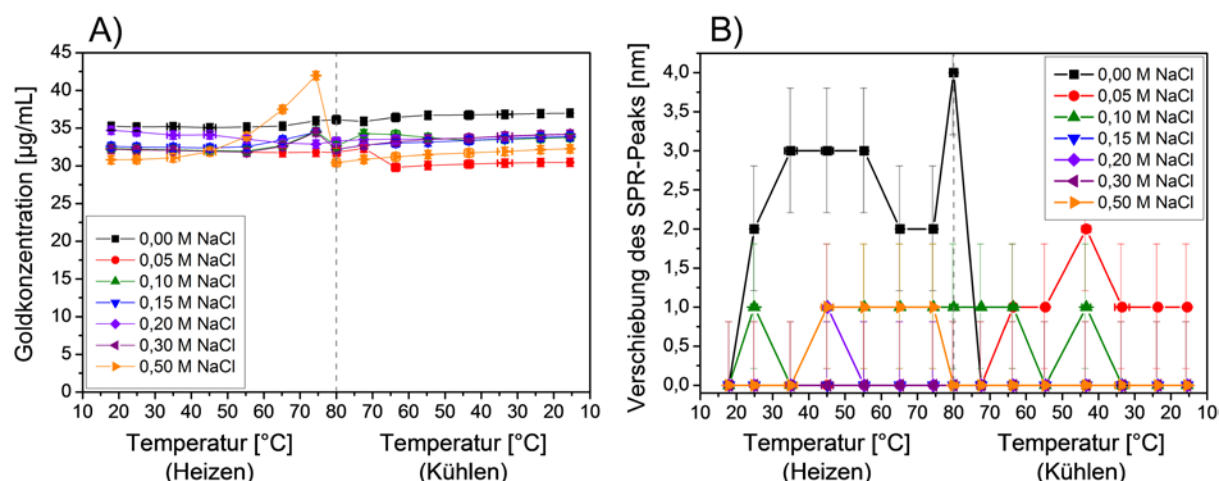 A)
Goldkonzentration [µg/mL]
45
40
35
30
25
20
15
10
5
0
0,00 M NaCl
0,05 M NaCl
0,10 M NaCl
0,15 M NaCl
0,20 M NaCl
0,30 M NaCl
0,50 M NaCl
10 20 30 40 50 60 70 80 70 60 50 40 30 20 10
Temperatur [°C] Temperatur [°C]
(Heizen) (Kühlen)
B)
Verschiebung des SPR-Peaks [nm]
4,0
3,5
3,0
2,5
2,0
1,5
1,0
0,5
0,0
0,00 M NaCl
0,05 M NaCl
0,10 M NaCl
0,15 M NaCl
0,20 M NaCl
0,30 M NaCl
0,50 M NaCl
10 20 30 40 50 60 70 80 70 60 50 40 30 20 10
Temperatur [°C] Temperatur [°C]
(Heizen) (Kühlen)